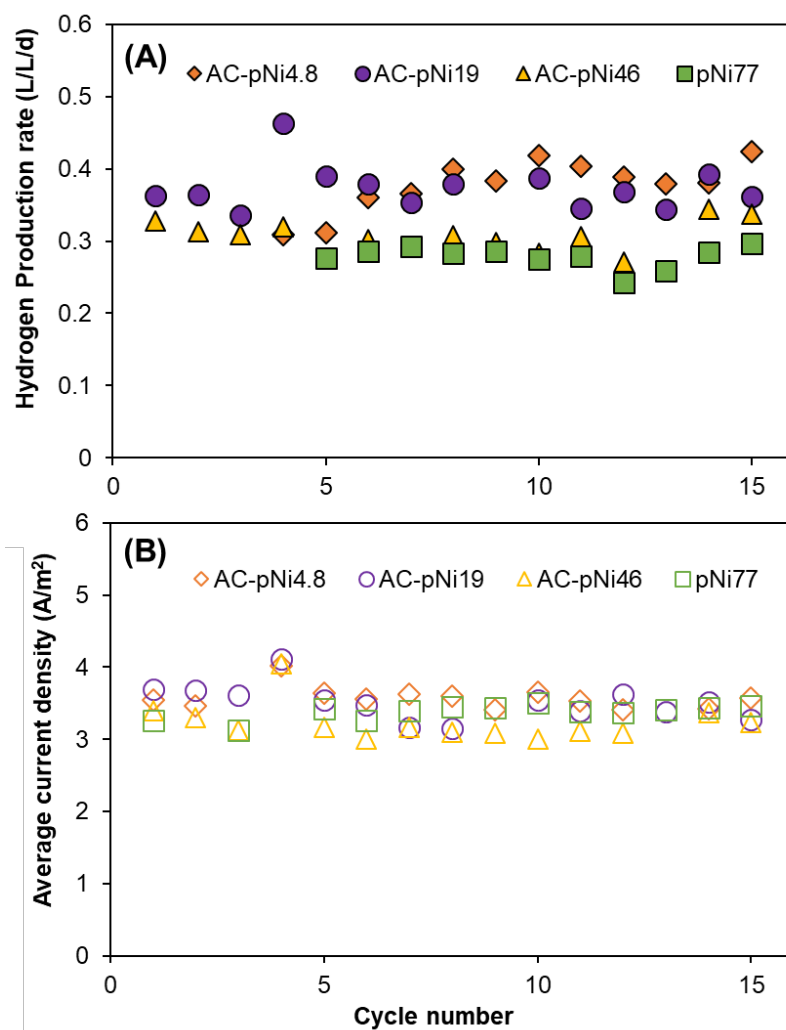 (A)
AC-pNi4.8 AC-pNi19 AC-pNi46 pNi77
Hydrogen Production rate (L/L/d)
0.6
0.5
0.4
0.3
0.2
0.1
0
0 5 10 15
(B)
AC-pNi4.8 AC-pNi19 AC-pNi46 pNi77
Average current density (A/m²)
6
5
4
3
2
1
0
0 5 10 15
Cycle number